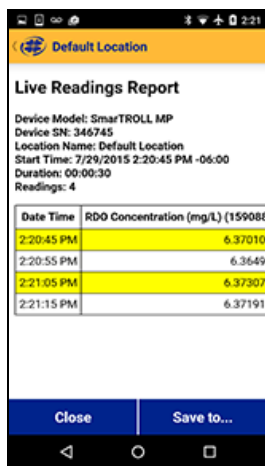 2:21
Default Location
Live Readings Report
Device Model: SmarTROLL MP
Device SN: 346745
Location Name: Default Location
Start Time: 7/29/2015 2:20:45 PM -06:00
Duration: 00:00:30
Readings: 4
Date Time RDO Concentration (mg/L) (159088
2:20:45 PM 6.37010
2:20:55 PM 6.3649
2:21:05 PM 6.37307
2:21:15 PM 6.37191
Close Save to...